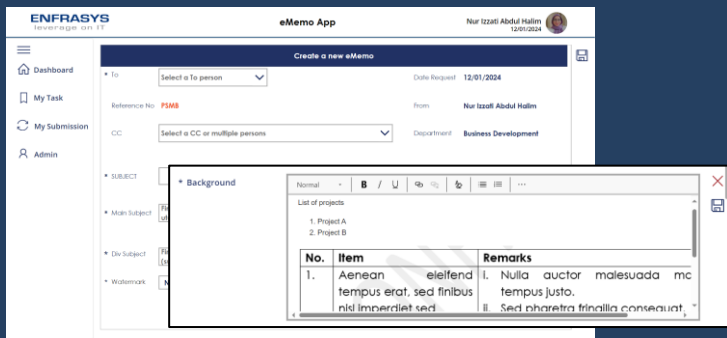 ENFRASYS
leverage on IT
eMemo App
Nur Izzati Abdul Halim
12/01/2024
Create a new eMemo
Dashboard
My Task
My Submission
Admin
* To
Select a To person
Date Request
12/01/2024
Reference No
PSMB
From
Nur Izzati Abdul Halim
CC
Select a CC or multiple persons
Department
Business Development
* SUBJECT
* Main Subject
* Div Subject
* Watermark
N
* Background
Normal
B I U
List of projects
1. Project A
2. Project B
No. Item Remarks
1. Aenean eleifend i. Nulla auctor malesuada
tempus erat, sed finibus tempus justo.
nisl imperdiet sed ii. Sed pharetra fringilla consequat,